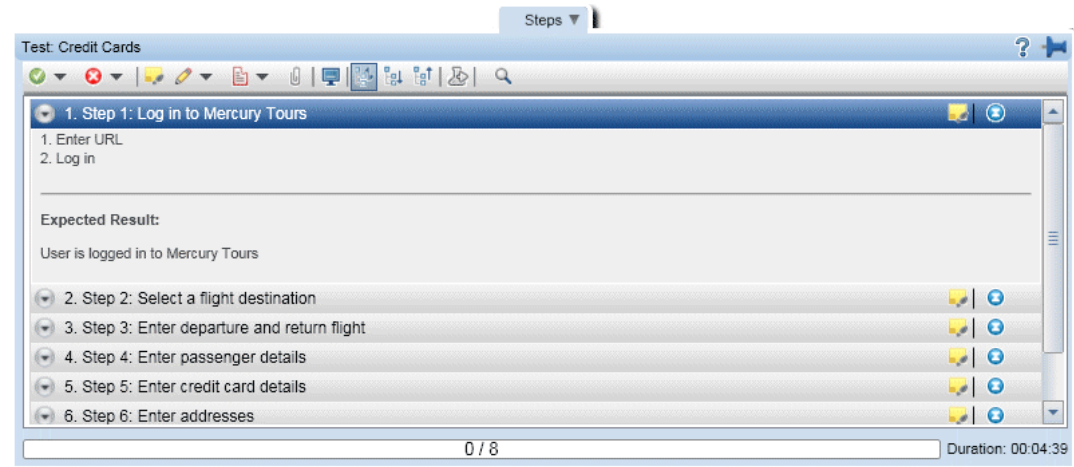 Steps
Test: Credit Cards
?
1. Step 1: Log in to Mercury Tours
1. Enter URL
2. Log in
Expected Result:
User is logged in to Mercury Tours
2. Step 2: Select a flight destination
3. Step 3: Enter departure and return flight
4. Step 4: Enter passenger details
5. Step 5: Enter credit card details
6. Step 6: Enter addresses
0 / 8
Duration: 00:04:39